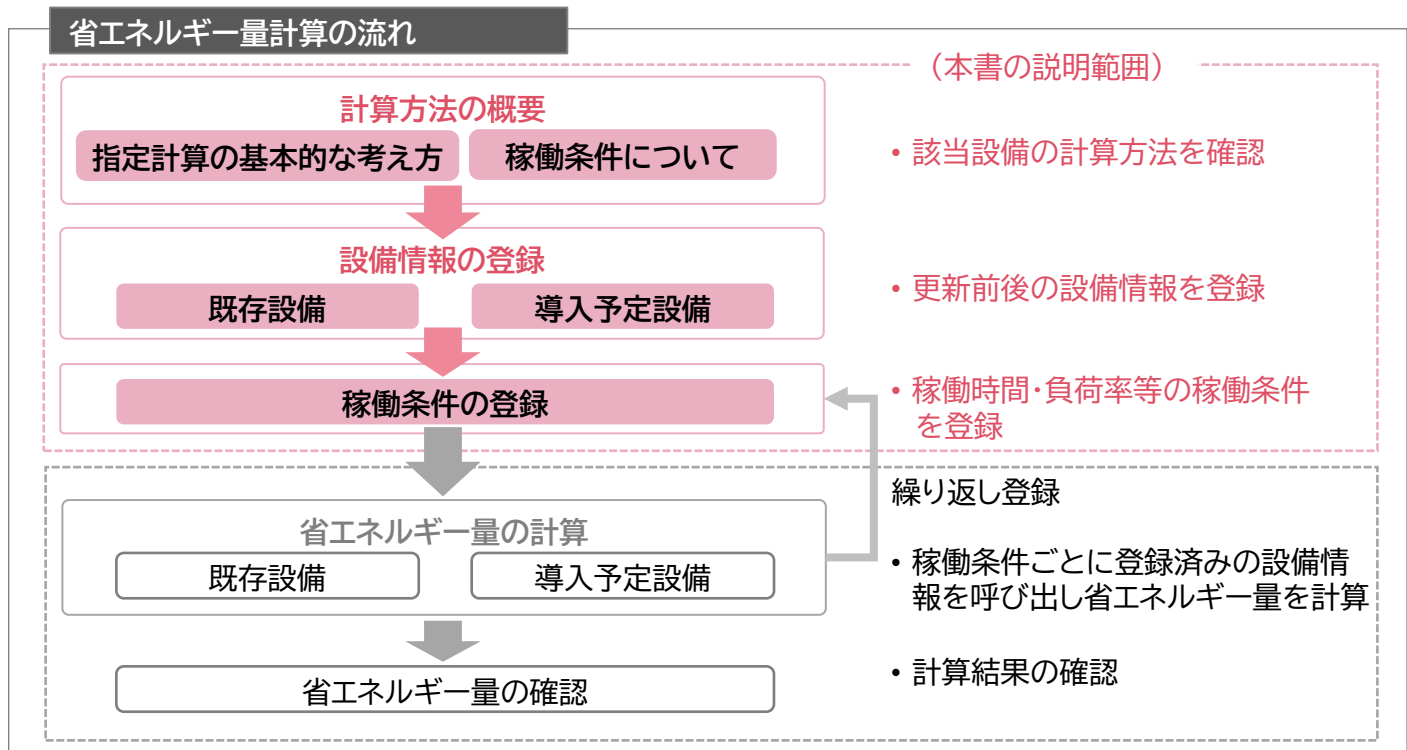 省エネルギー量計算の流れ
（本書の説明範囲）
計算方法の概要
指定計算の基本的な考え方
稼働条件について
・該当設備の計算方法を確認
設備情報の登録
既存設備
導入予定設備
・更新前後の設備情報を登録
稼働条件の登録
・稼働時間・負荷率等の稼働条件
を登録
繰り返し登録
省エネルギー量の計算
既存設備
導入予定設備
・稼働条件ごとに登録済みの設備情
報を呼び出し省エネルギー量を計算
省エネルギー量の確認
・計算結果の確認